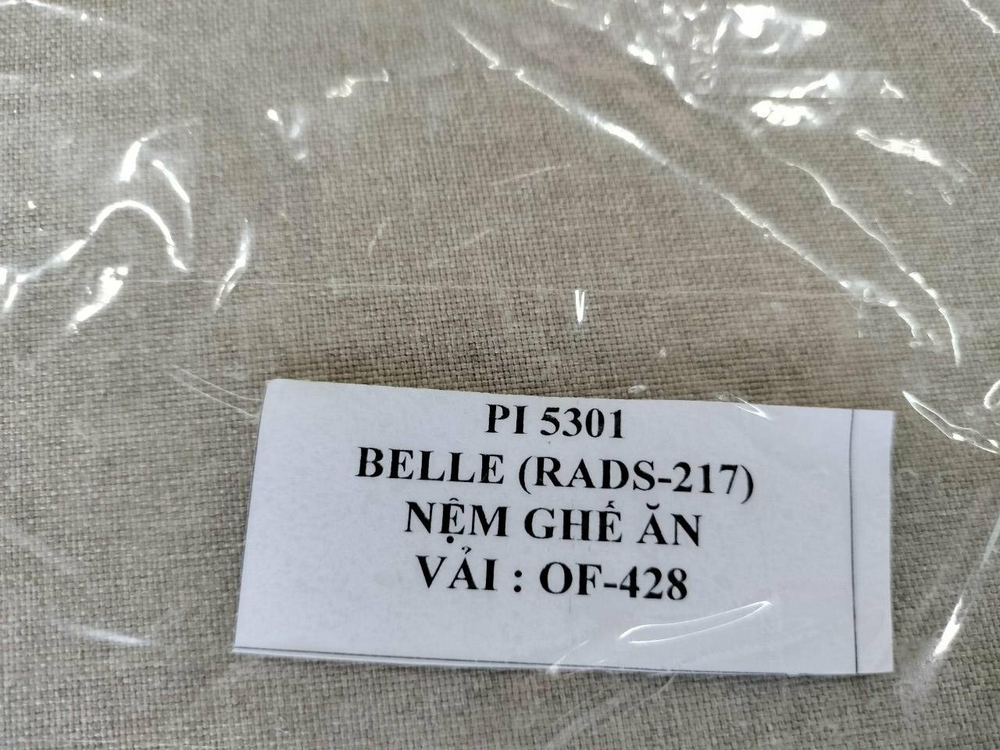 PI 5301
BELLE (RADS-217)
NỆM GHẾ ĂN
VẢI : OF-428